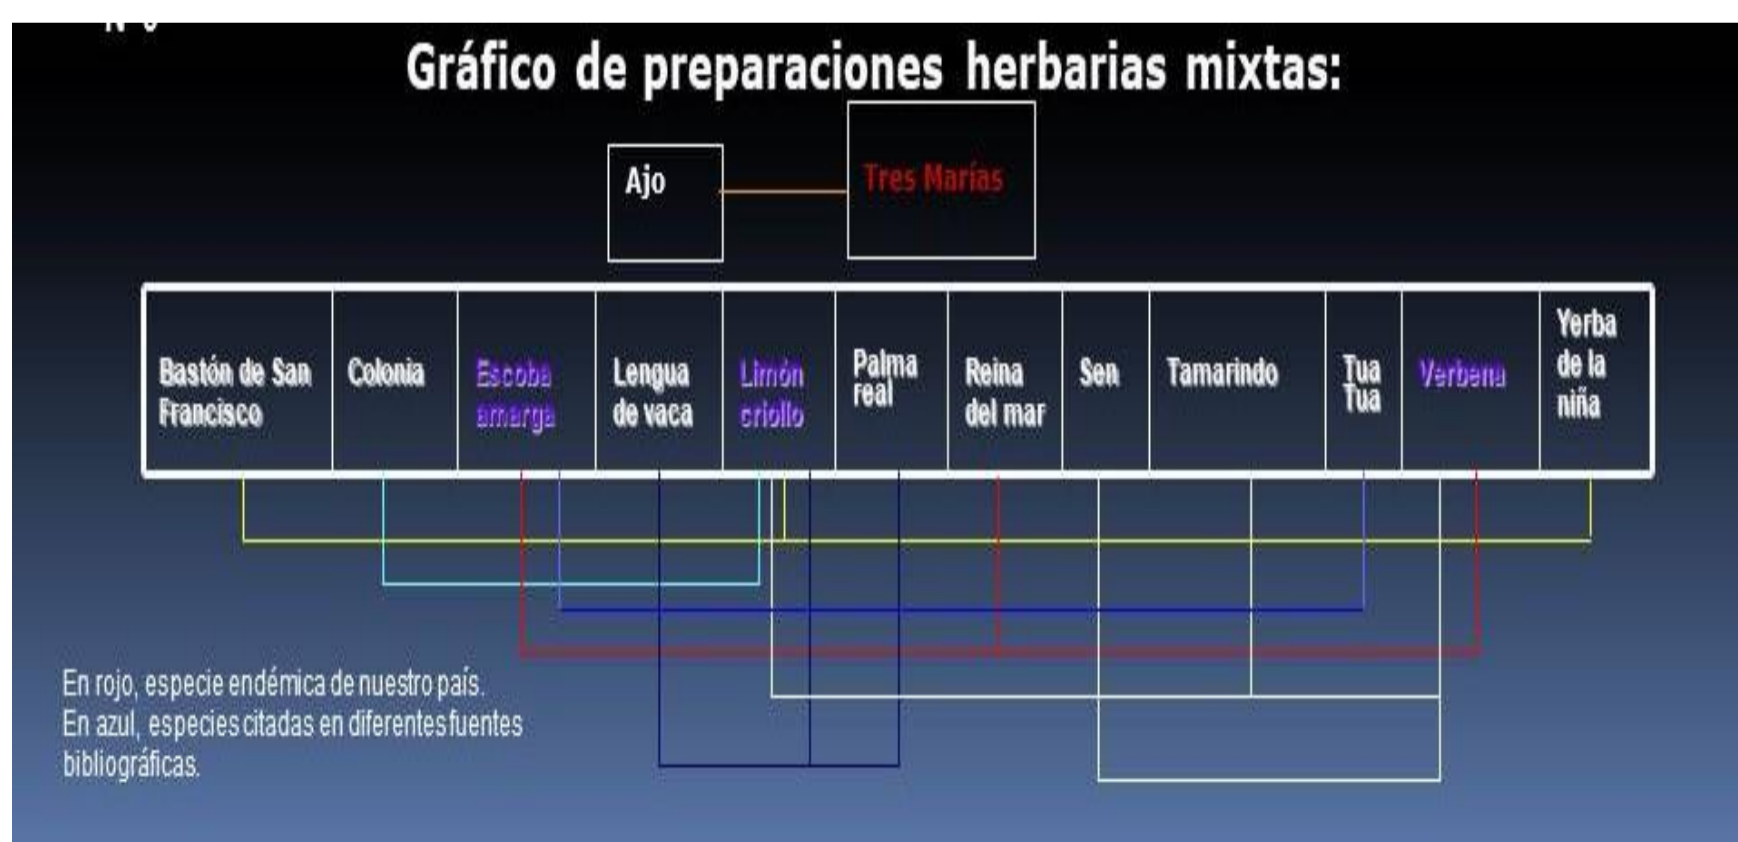 Gráfico de preparaciones herbarias mixtas:
Ajo
Tres Marías
Bastón de San
Francisco
Colonia
Escoba
amarga
Lengua
de vaca
Limón
criollo
Palma
real
Reina
del mar
Sen
Tamarindo
Tua
Tua
Verbena
Yerba
de la
niña
En rojo, especie endémica de nuestro país.
En azul, especies citadas en diferentes fuentes
bibliográficas.